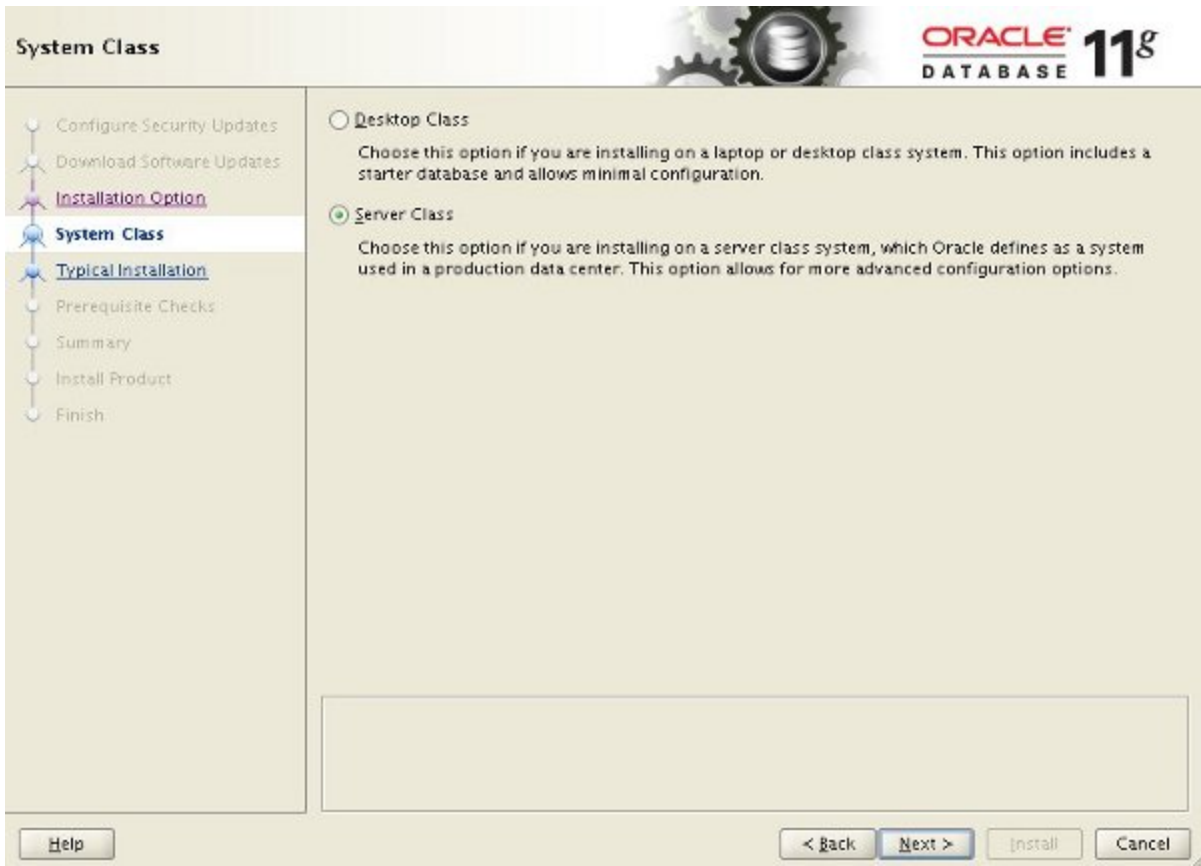 System Class
ORACLE
DATABASE
11g
Configure Security Updates
Download Software Updates
Installation Option
System Class
Typical Installation
Prerequisite Checks
Summary
Install Product
Finish
Desktop Class
Choose this option if you are installing on a laptop or desktop class system. This option includes a
starter database and allows minimal configuration.
Server Class
Choose this option if you are installing on a server class system, which Oracle defines as a system
used in a production data center. This option allows for more advanced configuration options.
Help
< Back
Next >
Install
Cancel